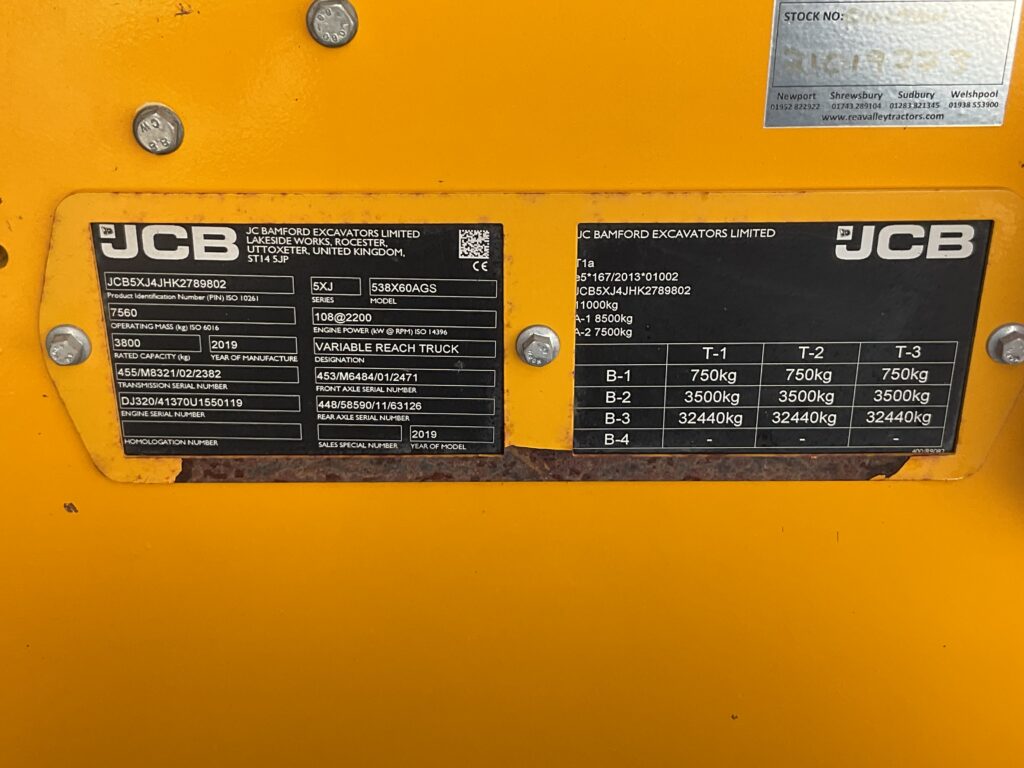 STOCK NO:
21019223
Newport Shrewsbury Sudbury Welshpool
01952 822922 01743 289104 01283 821345 01938 553900
www.reavalleytractors.com
JCB
JC BAMFORD EXCAVATORS LIMITED
LAKESIDE WORKS, ROCESTER,
UTTOXETER, UNITED KINGDOM,
ST14 5JP
CE
JCB5XJ4JHK2789802
Product Identification Number (PIN) ISO 10261
5XJ 538X60AGS
SERIES MODEL
7560
OPERATING MASS (kg) ISO 6016
108@2200
ENGINE POWER (kW @ RPM) ISO 14396
3800 2019
RATED CAPACITY (kg) YEAR OF MANUFACTURE
VARIABLE REACH TRUCK
DESIGNATION
455/M8321/02/2382
TRANSMISSION SERIAL NUMBER
453/M6484/01/2471
FRONT AXLE SERIAL NUMBER
DJ320/41370U1550119
ENGINE SERIAL NUMBER
448/58590/11/63126
REAR AXLE SERIAL NUMBER
HOMOLOGATION NUMBER
2019
SALES SPECIAL NUMBER YEAR OF MODEL
JC BAMFORD EXCAVATORS LIMITED
JCB
T1a
e5*167/2013*01002
JCB5XJ4JHK2789802
11000kg
A-1 8500kg
A-2 7500kg
T-1 T-2 T-3
B-1 750kg 750kg 750kg
B-2 3500kg 3500kg 3500kg
B-3 32440kg 32440kg 32440kg
B-4 - - -